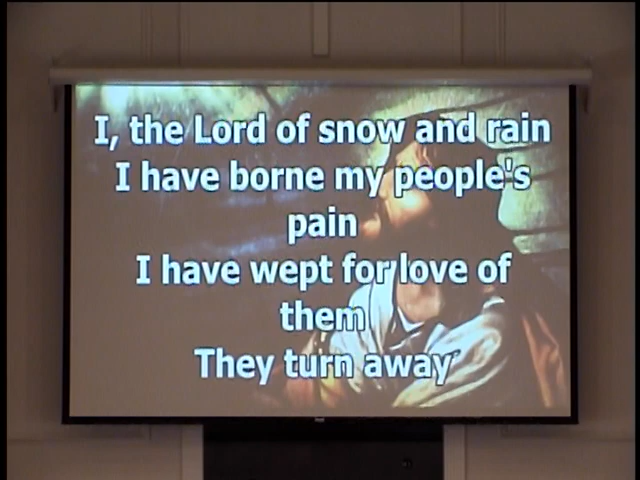 I, the Lord of snow and rain
I have borne my people's
pain
I have wept for love of
them
They turn away